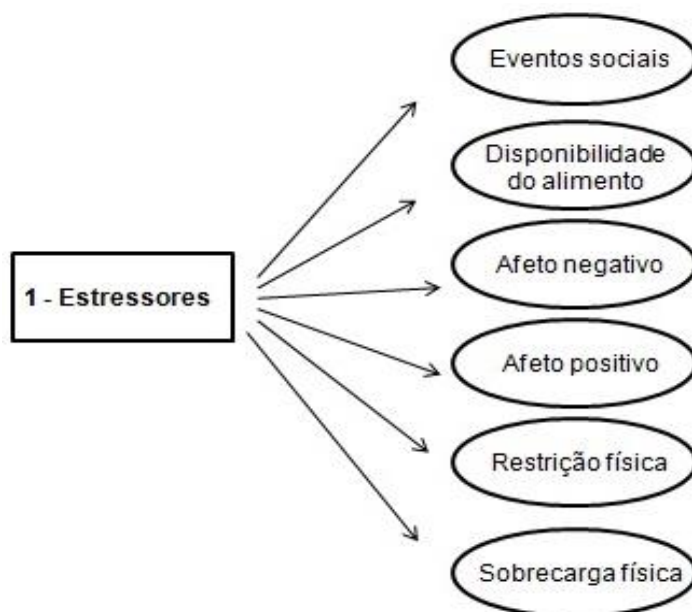 Eventos sociais
Disponibilidade
do alimento
1 - Estressores
Afeto negativo
Afeto positivo
Restrição física
Sobrecarga física